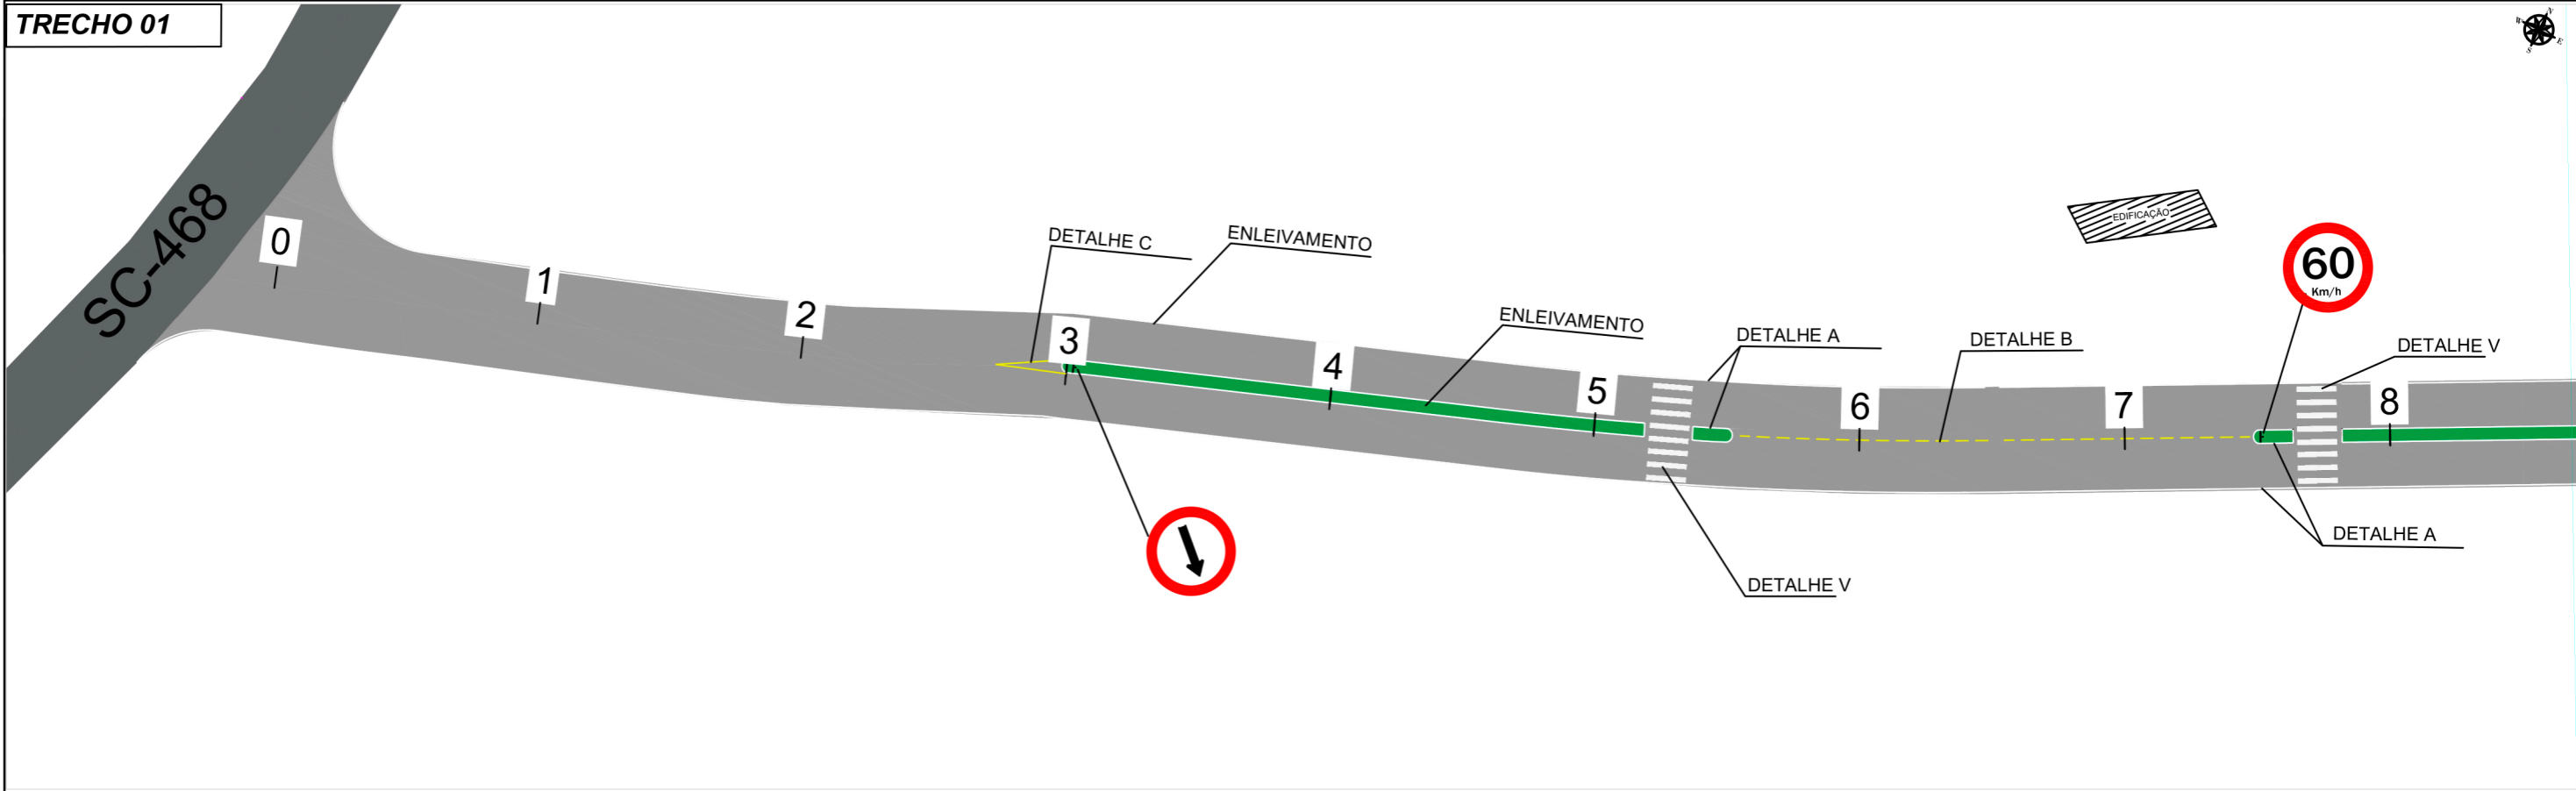 TRECHO 01
N
W
E
S
SC-468
0
1
2
3
4
5
6
7
8
DETALHE C
ENLEIVAMENTO
ENLEIVAMENTO
DETALHE A
DETALHE B
EDIFICAÇÃO
60
Km/h
DETALHE V
DETALHE V
DETALHE A